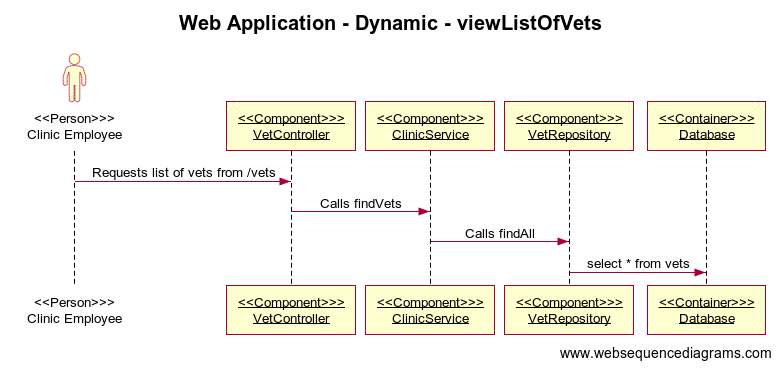 Web Application - Dynamic - viewListOfVets
<<Person>>>
Clinic Employee
<<Component>>>
VetController
<<Component>>>
ClinicService
<<Component>>>
VetRepository
<<Container>>>
Database
Requests list of vets from /vets
Calls findVets
Calls findAll
select * from vets
<<Person>>>
Clinic Employee
<<Component>>>
VetController
<<Component>>>
ClinicService
<<Component>>>
VetRepository
<<Container>>>
Database
www.websequencediagrams.com